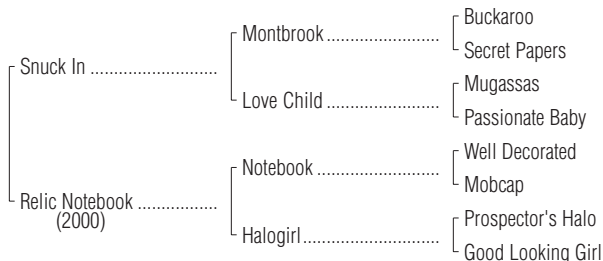 Buckaroo
Montbrook ........................
Secret Papers
Snuck In ...........................
Mugassas
Love Child ........................
Passionate Baby
Well Decorated
Notebook ..........................
Mobcap
Relic Notebook .................
(2000)
Prospector's Halo
Halogirl.............................
Good Looking Girl